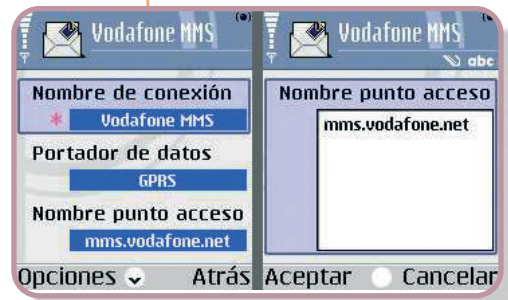 Vodafone MMS
Nombre de conexión
* Vodafone MMS
Portador de datos
GPRS
Nombre punto acceso
mms.vodafone.net
Opciones Atrás
Vodafone MMS
abc
Nombre punto acceso
mms.vodafone.net
Aceptar Cancelar